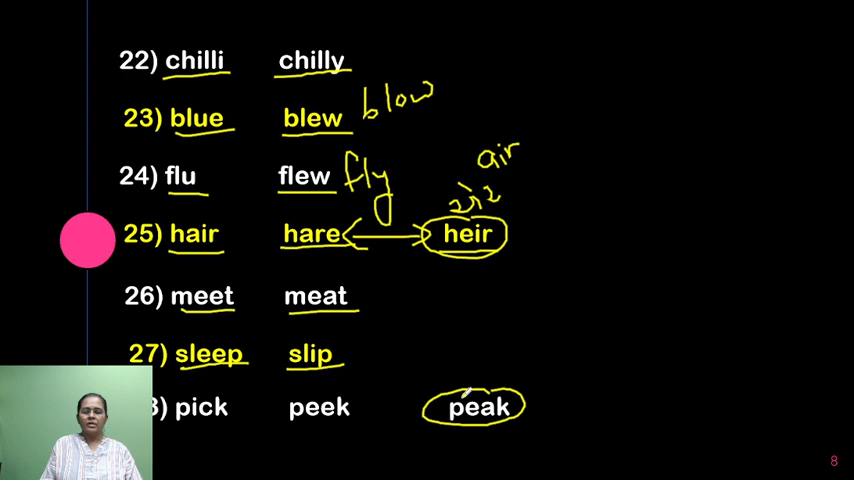 22) chilli chilly
23) blue blew blow
24) flu flew fly air
25) hair hare heir
26) meet meat
27) sleep slip
8) pick peek peak
8